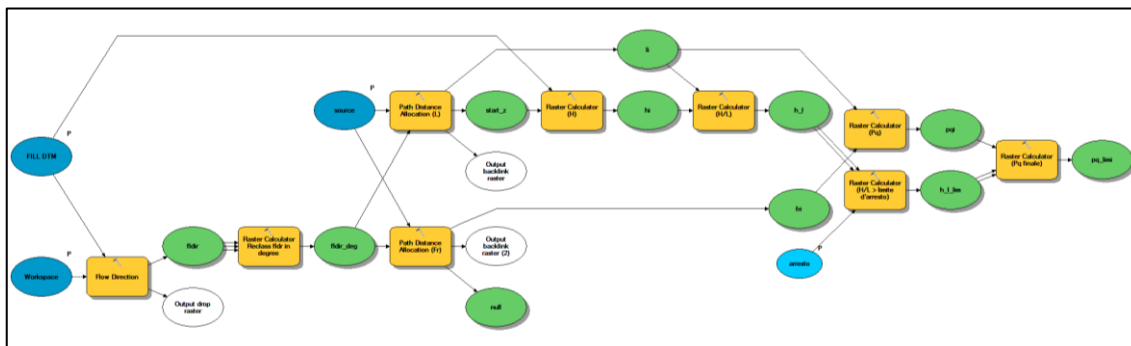 P
FILL DTM
P
Workspace
Flow Direction
fldir
Output drop
raster
Raster Calculator
Reclass fldir in
degree
fldir_deg
P
source
Path Distance
Allocation (L)
start_z
Output
backlink
raster
Path Distance
Allocation (Fr)
Output
backlink
raster (2)
null
Raster Calculator
(H)
hi
Raster Calculator
(H/L)
h_l
Raster Calculator
(Pq)
pqi
Raster Calculator
(H/L > limite
d'arresto)
h_l_lim
P
arresto
Raster Calculator
(Pq finale)
pq_limi